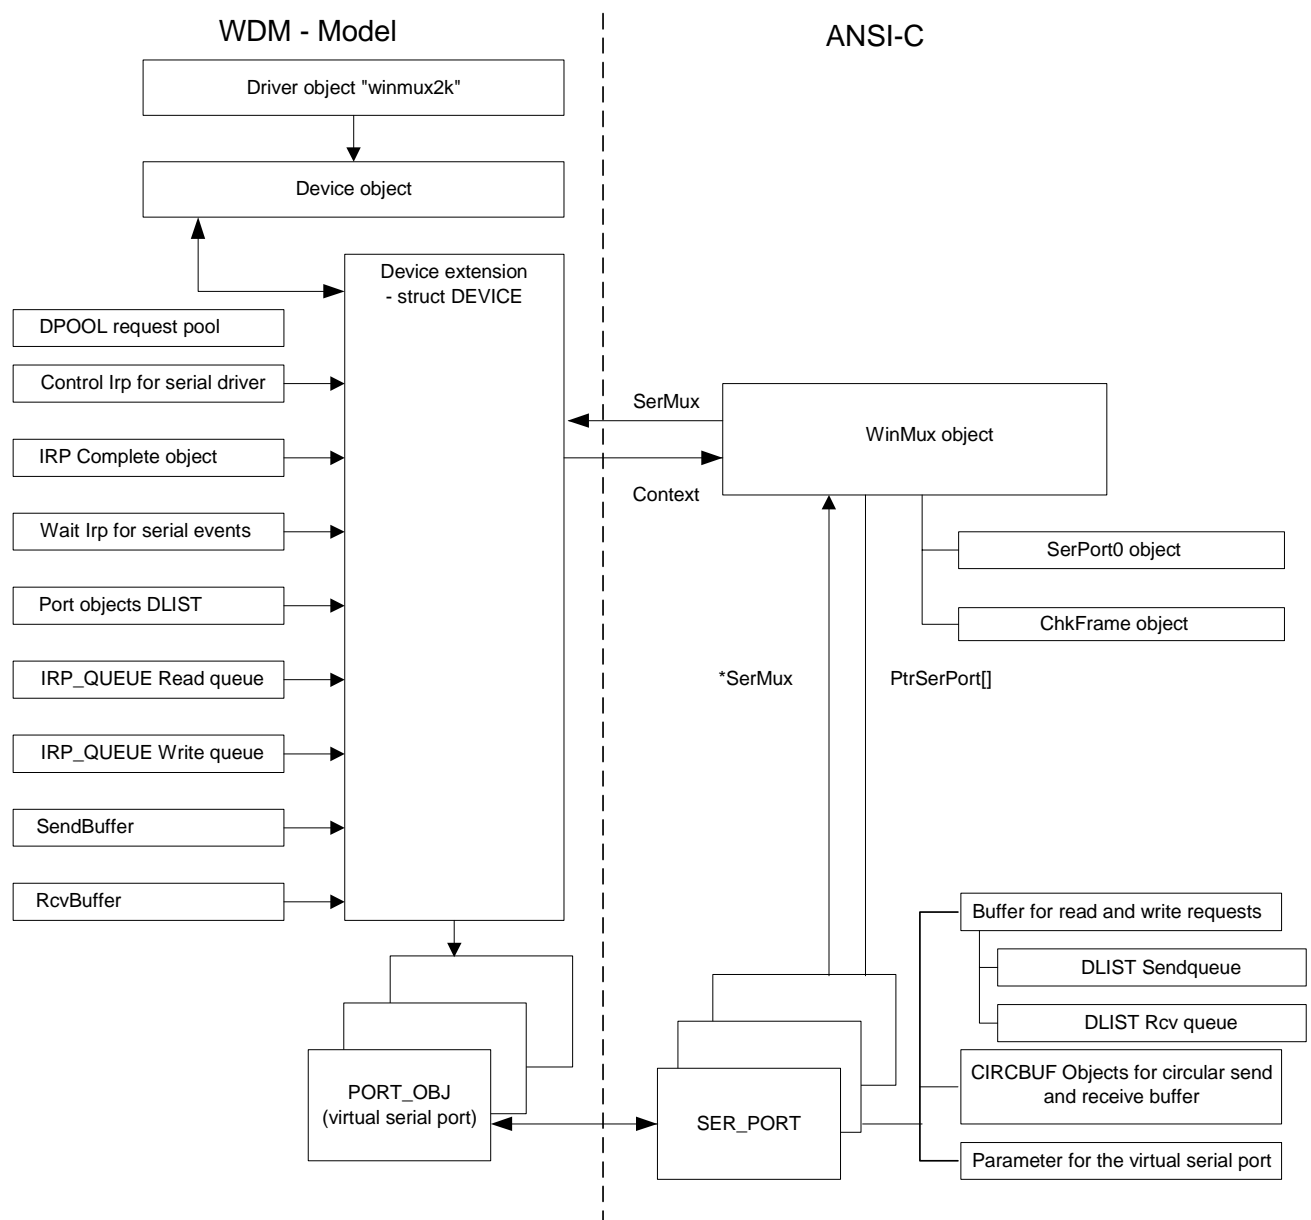 WDM - Model
ANSI-C
Driver object "winmux2k"
Device object
Device extension
- struct DEVICE
DPOOL request pool
Control Irp for serial driver
IRP Complete object
Wait Irp for serial events
Port objects DLIST
IRP_QUEUE Read queue
IRP_QUEUE Write queue
SendBuffer
RcvBuffer
PORT_OBJ
(virtual serial port)
SerMux
Context
WinMux object
SerPort0 object
ChkFrame object
*SerMux
PtrSerPort[]
SER_PORT
Buffer for read and write requests
DLIST Sendqueue
DLIST Rcv queue
CIRCBUF Objects for circular send
and receive buffer
Parameter for the virtual serial port